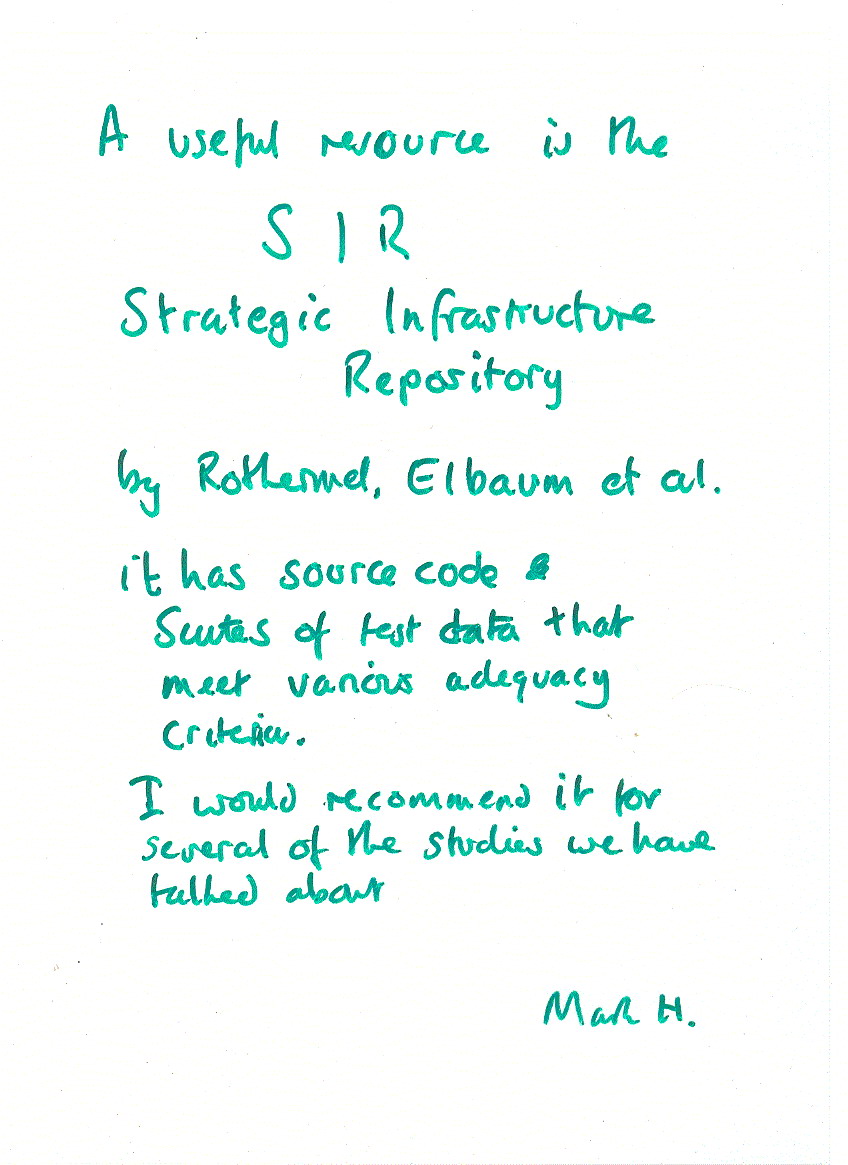 A useful resource is the
SIR
Strategic Infrastructure
Repository
by Rothermel, Elbaum et al.
it has source code &
Suites of test data that
meet various adequacy
criteria.
I would recommend it for
several of the studies we have
talked about
Mark H.